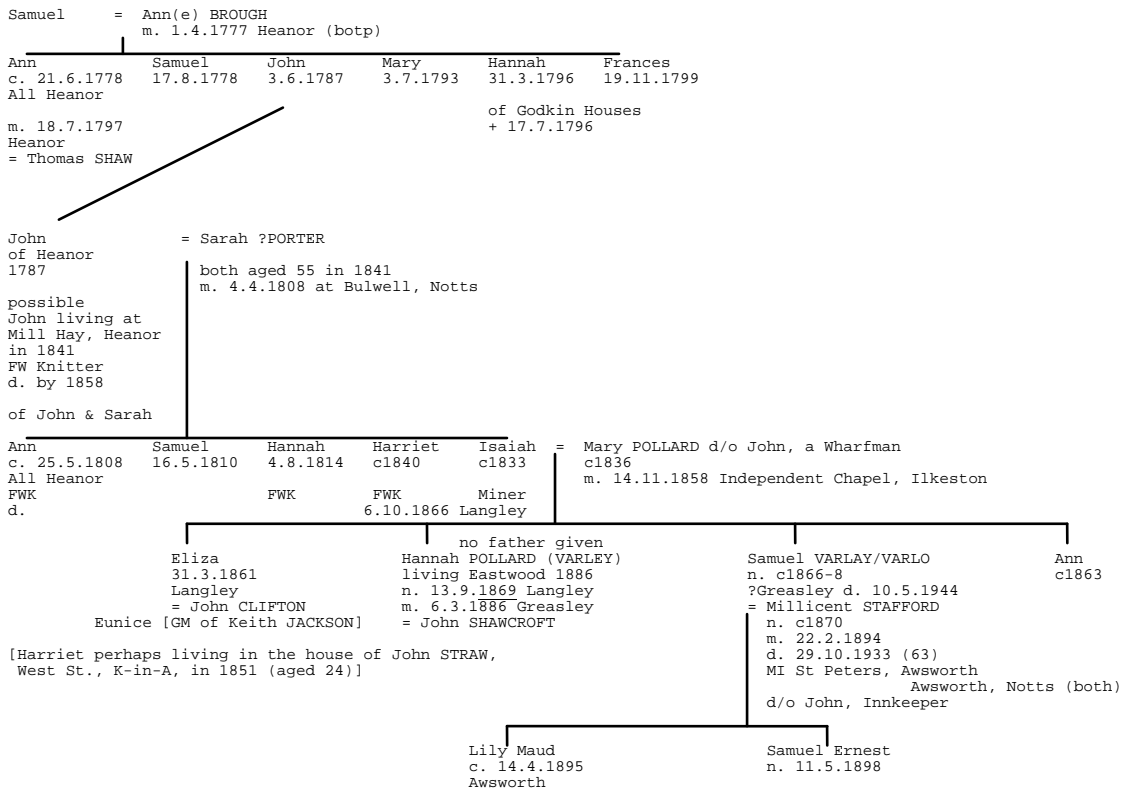 Samuel = Ann(e) BROUGH
m. 1.4.1777 Heanor (botp)
Ann Samuel John Mary Hannah Frances
c. 21.6.1778 17.8.1778 3.6.1787 3.7.1793 31.3.1796 19.11.1799
All Heanor
of Godkin Houses
m. 18.7.1797 + 17.7.1796
Heanor
= Thomas SHAW
John = Sarah ?PORTER
of Heanor
1787 both aged 55 in 1841
m. 4.4.1808 at Bulwell, Notts
possible
John living at
Mill Hay, Heanor
in 1841
FW Knitter
d. by 1858
of John & Sarah
Ann Samuel Hannah Harriet Isaiah = Mary POLLARD d/o John, a Wharfman
c. 25.5.1808 16.5.1810 4.8.1814 c1840 c1833 c1836
All Heanor m. 14.11.1858 Independent Chapel, Ilkeston
FWK FWK FWK Miner
d. 6.10.1866 Langley
no father given
Eliza Hannah POLLARD (VARLEY) Samuel VARLAY/VARLO Ann
31.3.1861 living Eastwood 1886 n. c1866-8 c1863
Langley n. 13.9.1869 Langley ?Greasley d. 10.5.1944
= John CLIFTON m. 6.3.1886 Greasley = Millicent STAFFORD
Eunice [GM of Keith JACKSON] = John SHAWCROFT n. c1870
m. 22.2.1894
[Harriet perhaps living in the house of John STRAW, d. 29.10.1933 (63)
West St., K-in-A, in 1851 (aged 24)] MI St Peters, Awsworth
Awsworth, Notts (both)
d/o John, Innkeeper
Lily Maud Samuel Ernest
c. 14.4.1895 n. 11.5.1898
Awsworth